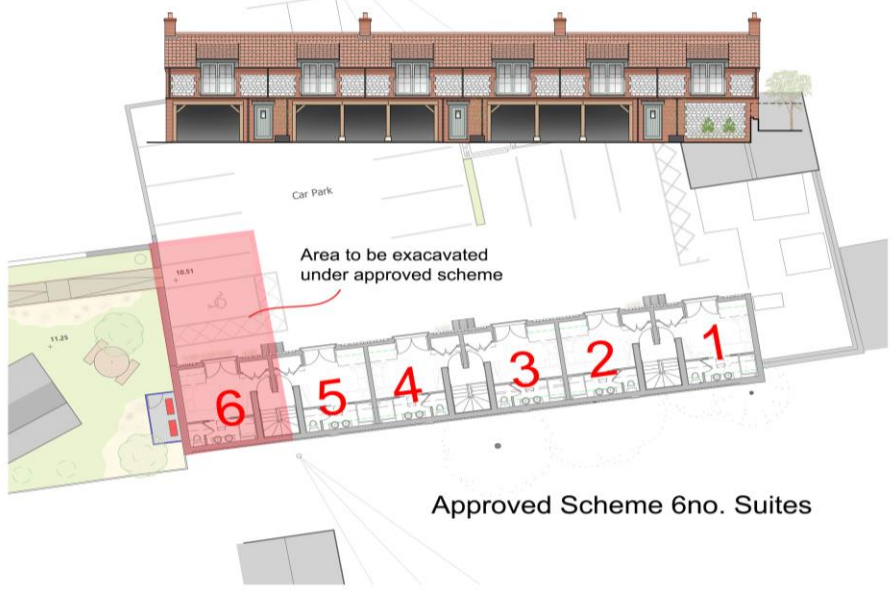 Car Park
Area to be exacavated
under approved scheme
10.51
11.25
6
5
4
3
2
1
Approved Scheme 6no. Suites